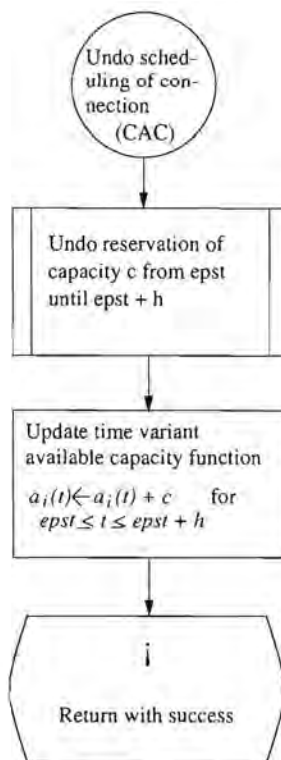 Undo sched-
uling of con-
nection
(CAC)
Undo reservation of
capacity c from epst
until epst + h
Update time variant
available capacity function
a_i(t)←a_i(t) + c for
epst ≤ t ≤ epst + h
i
Return with success